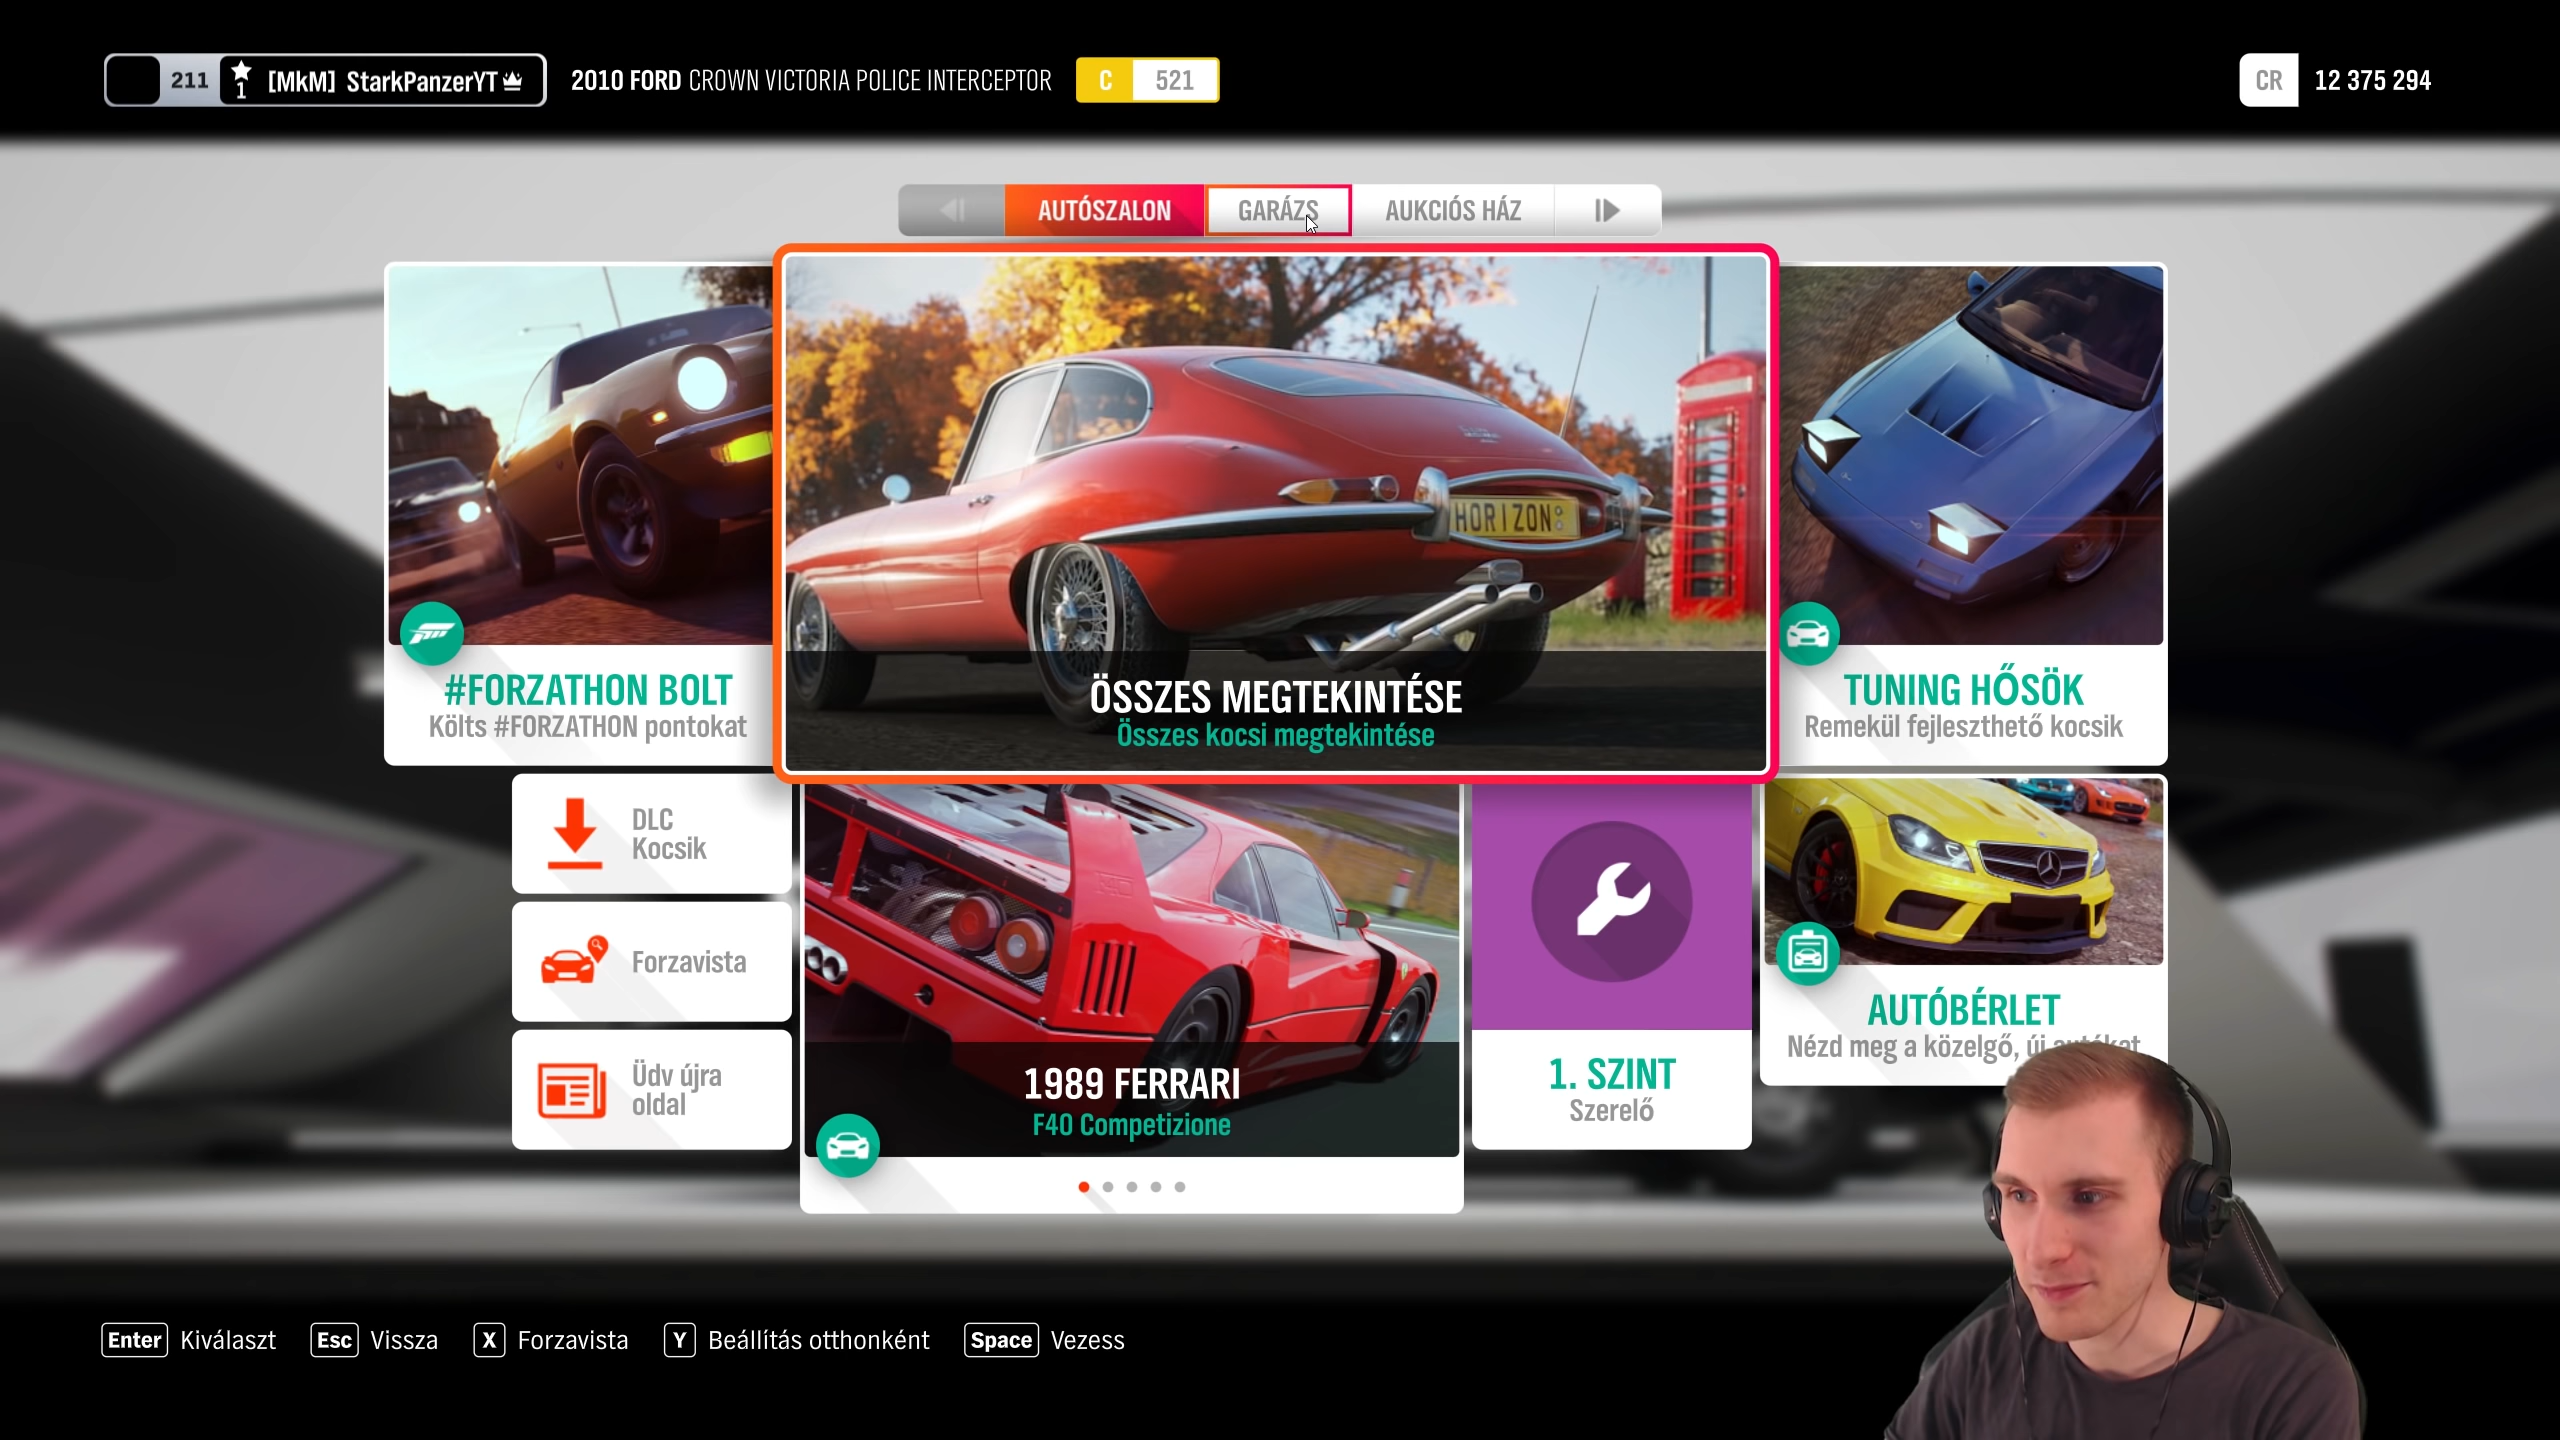 211 1 [MkM] StarkPanzerYT
2010 FORD CROWN VICTORIA POLICE INTERCEPTOR C 521
CR 12 375 294
AUTÓSZALON GARÁZS AUKCIÓS HÁZ
HORIZON
#FORZATHON BOLT
Költs #FORZATHON pontokat
ÖSSZES MEGTEKINTÉSE
Összes kocsi megtekintése
TUNING HŐSÖK
Remekül fejleszthető kocsik
DLC
Kocsik
Forzavista
Üdv újra
oldal
1989 FERRARI
F40 Competizione
1. SZINT
Szerelő
AUTÓBÉRLET
Nézd meg a közelgő, új autókat
Enter Kiválaszt Esc Vissza X Forzavista Y Beállítás otthonként Space Vezess